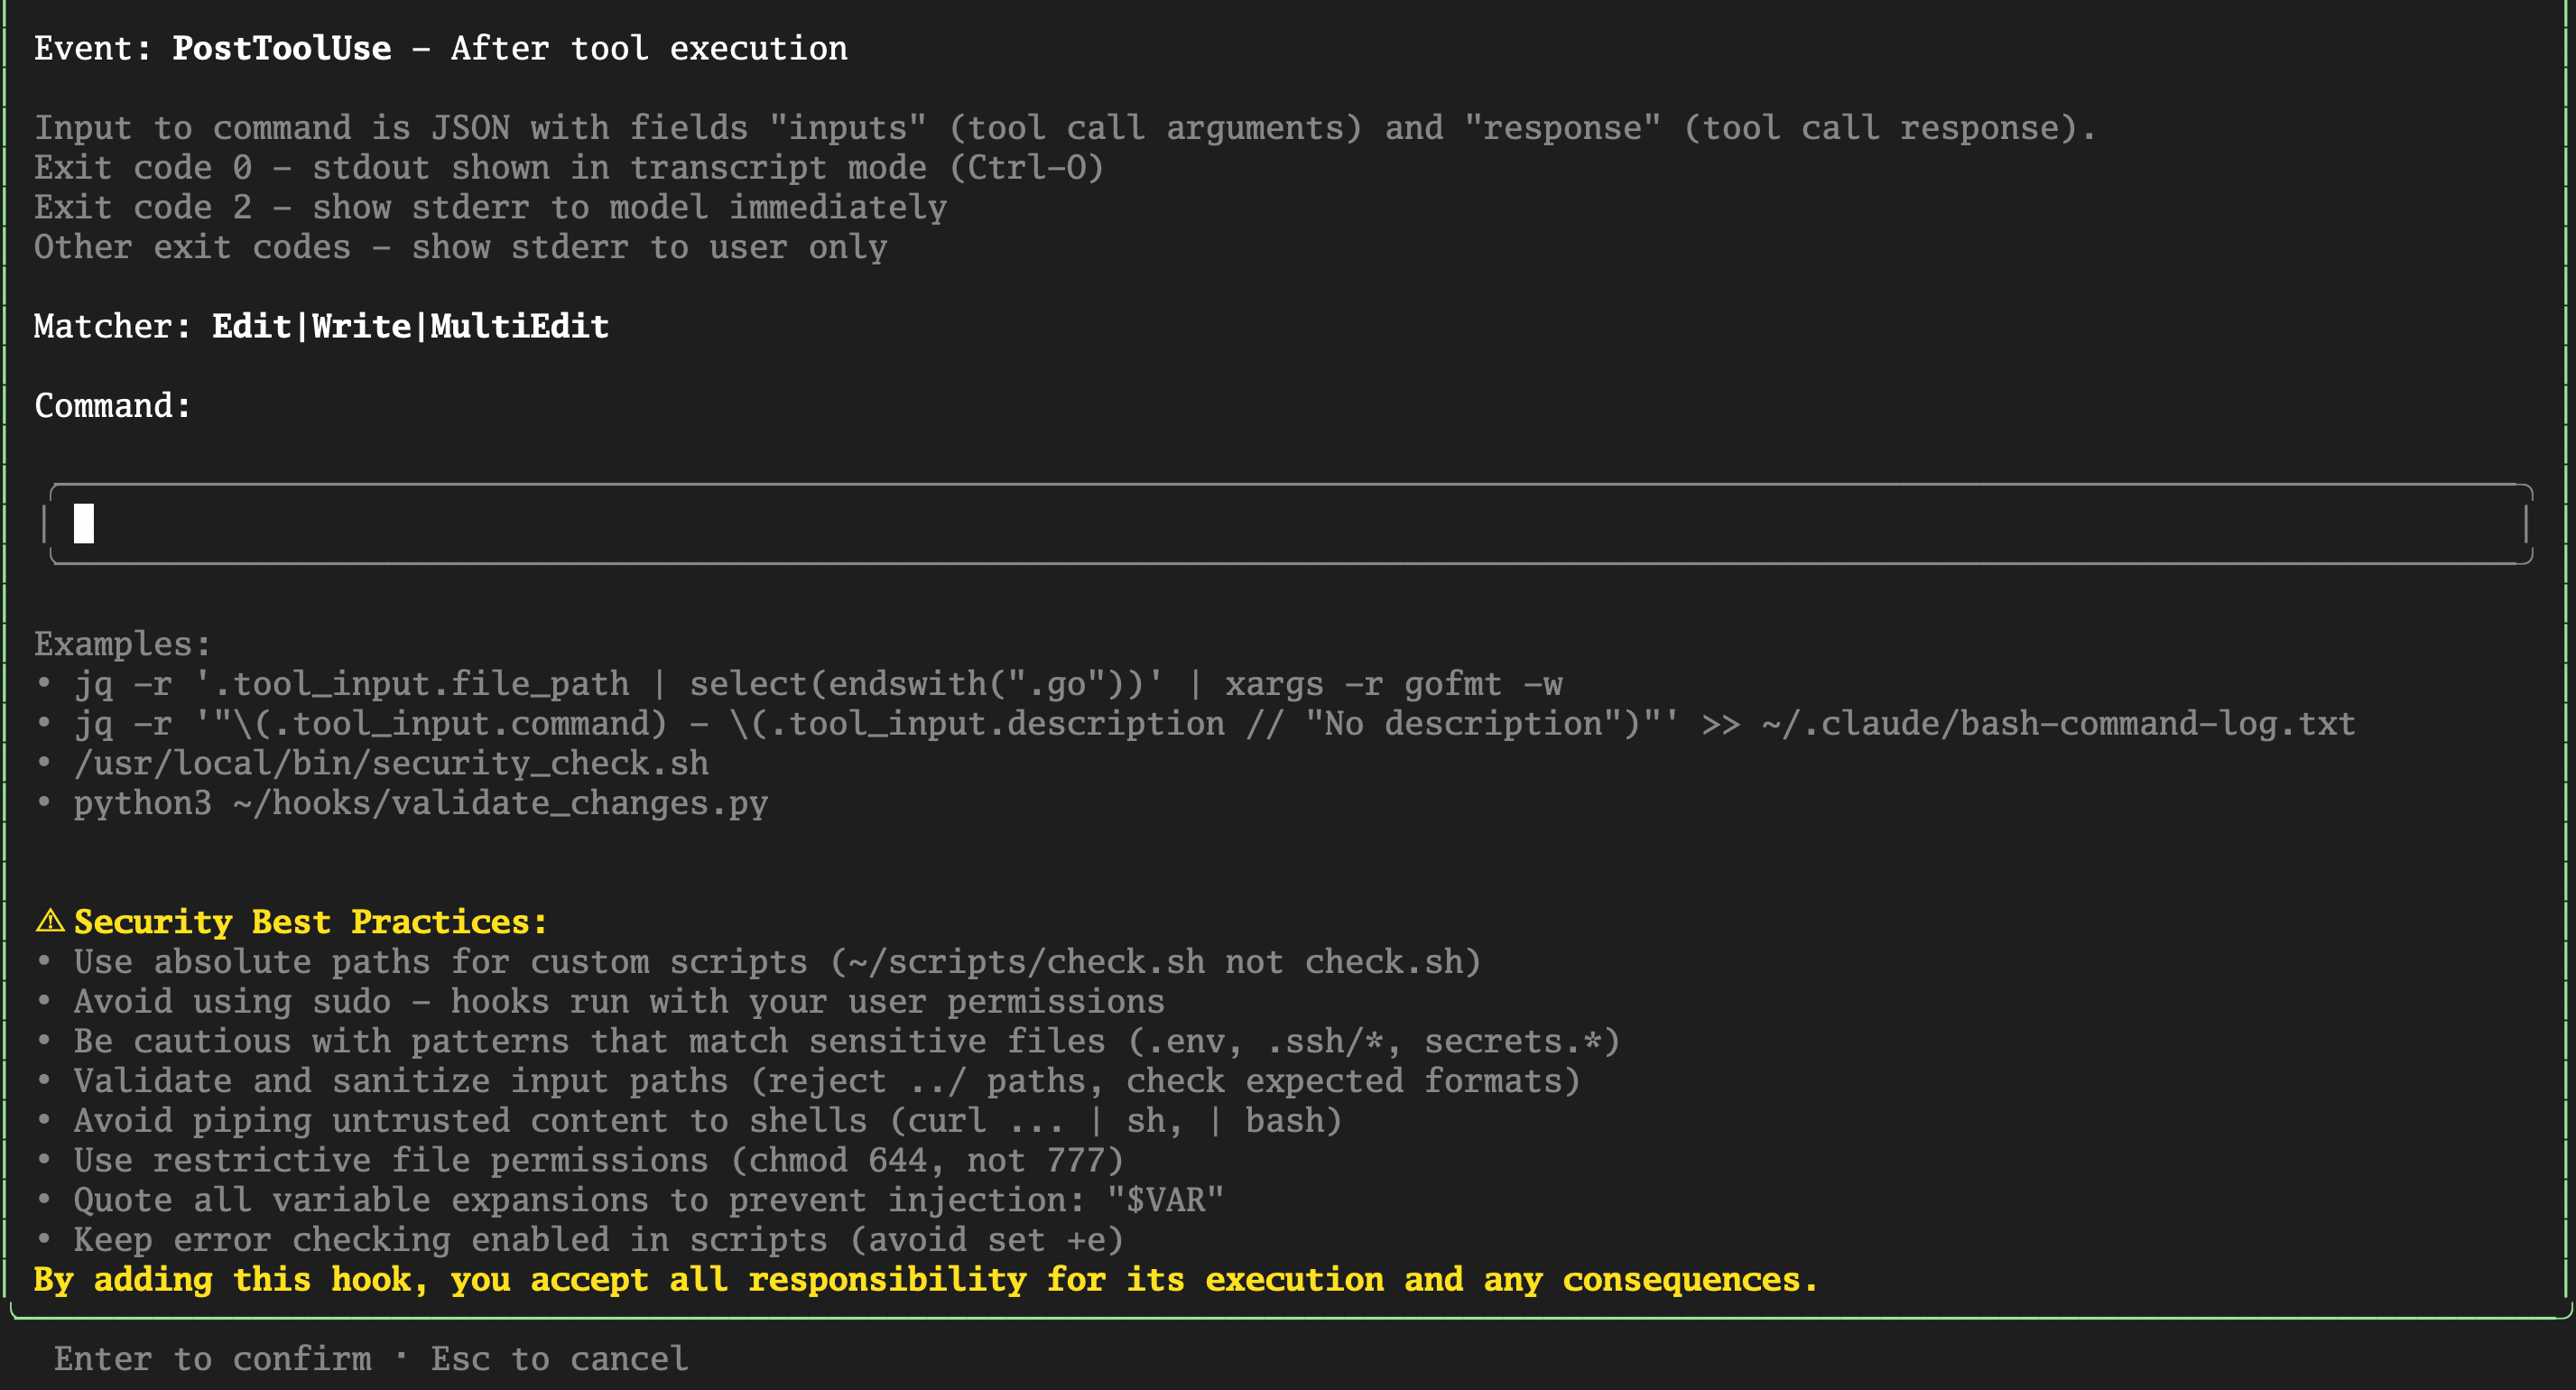 Event: PostToolUse – After tool execution
Input to command is JSON with fields "inputs" (tool call arguments) and "response" (tool call response).
Exit code 0 – stdout shown in transcript mode (Ctrl–O)
Exit code 2 – show stderr to model immediately
Other exit codes – show stderr to user only
Matcher: Edit|Write|MultiEdit
Command:
Examples:
• jq –r '.tool_input.file_path | select(endswith(".go"))' | xargs –r gofmt –w
• jq –r '"\(.tool_input.command) – \(.tool_input.description // "No description")"' >> ~/.claude/bash–command–log.txt
• /usr/local/bin/security_check.sh
• python3 ~/hooks/validate_changes.py
⚠ Security Best Practices:
• Use absolute paths for custom scripts (~/scripts/check.sh not check.sh)
• Avoid using sudo – hooks run with your user permissions
• Be cautious with patterns that match sensitive files (.env, .ssh/*, secrets.*)
• Validate and sanitize input paths (reject ../ paths, check expected formats)
• Avoid piping untrusted content to shells (curl ... | sh, | bash)
• Use restrictive file permissions (chmod 644, not 777)
• Quote all variable expansions to prevent injection: "$VAR"
• Keep error checking enabled in scripts (avoid set +e)
By adding this hook, you accept all responsibility for its execution and any consequences.
Enter to confirm · Esc to cancel